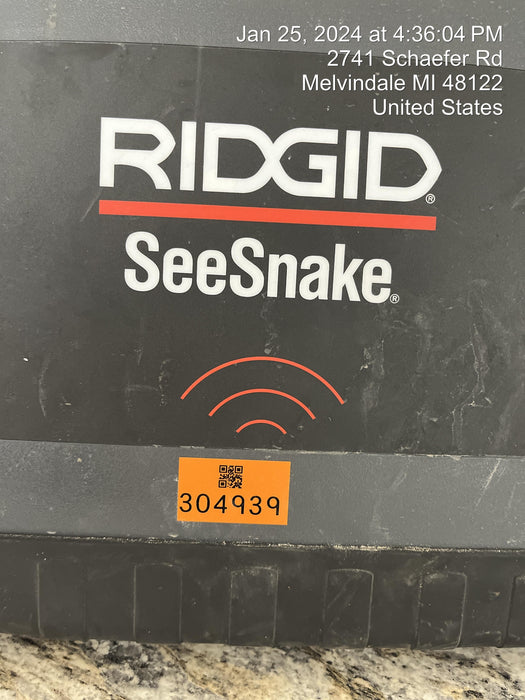 Jan 25, 2024 at 4:36:04 PM
2741 Schaefer Rd
Melvindale MI 48122
United States
RIDGID®
SeeSnake®
304939